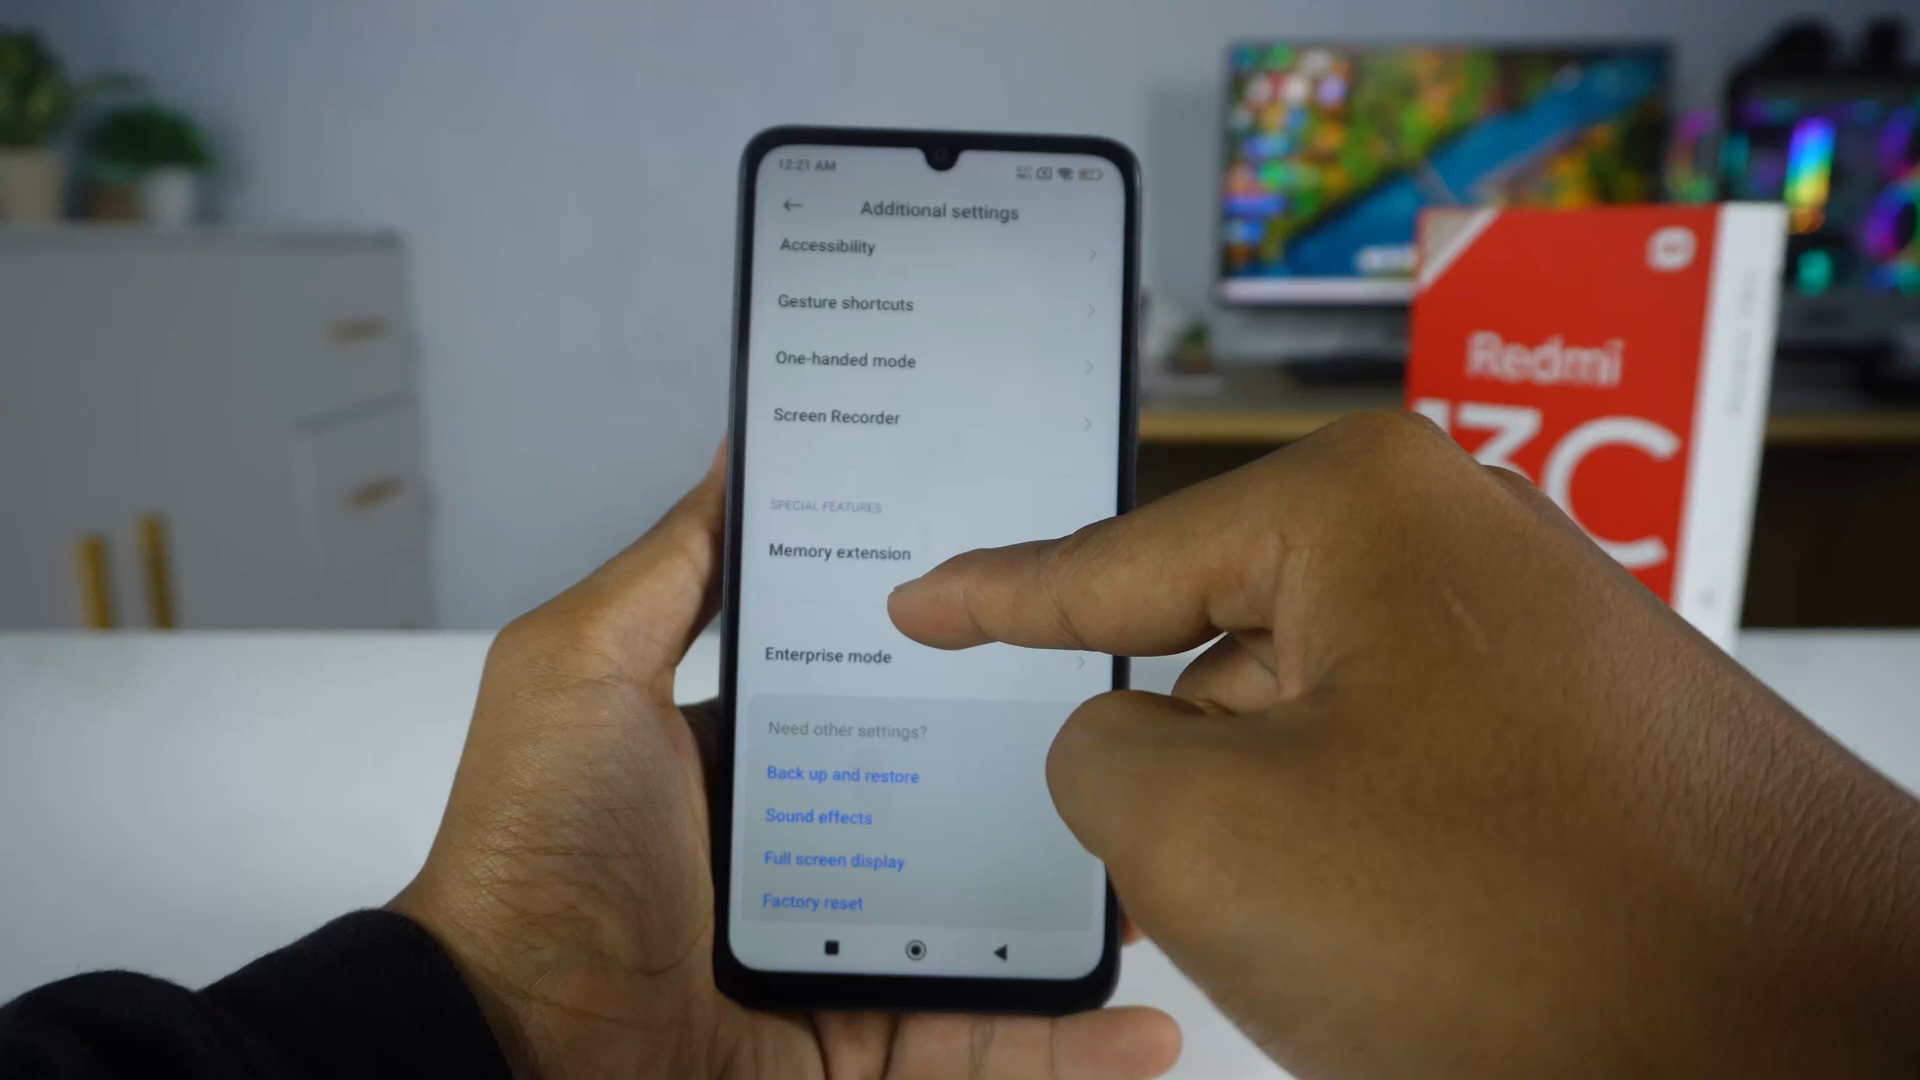 12:21 AM
Additional settings
Accessibility
Gesture shortcuts
One-handed mode
Screen Recorder
SPECIAL FEATURES
Memory extension
Enterprise mode
Need other settings?
Back up and restore
Sound effects
Full screen display
Factory reset
Redmi
13C